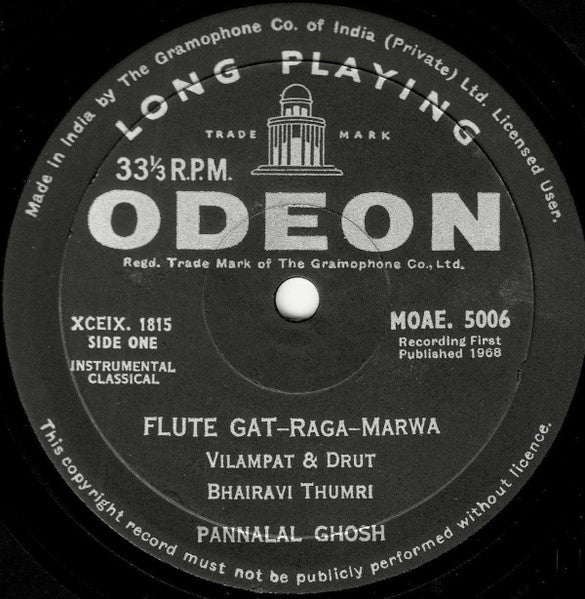 Made in India by The Gramophone Co. of India (Private) Ltd. Licensed User.
LONG PLAYING
TRADE MARK
33⅓ R.P.M.
ODEON
Regd. Trade Mark of The Gramophone Co., Ltd.
XCEIX. 1815
SIDE ONE
INSTRUMENTAL
CLASSICAL
MOAE. 5006
Recording First
Published 1968
FLUTE GAT-RAGA-MARWA
VILAMPAT & DRUT
BHAIRAVI THUMRI
PANNALAL GHOSH
This copyright record must not be publicly performed without licence.